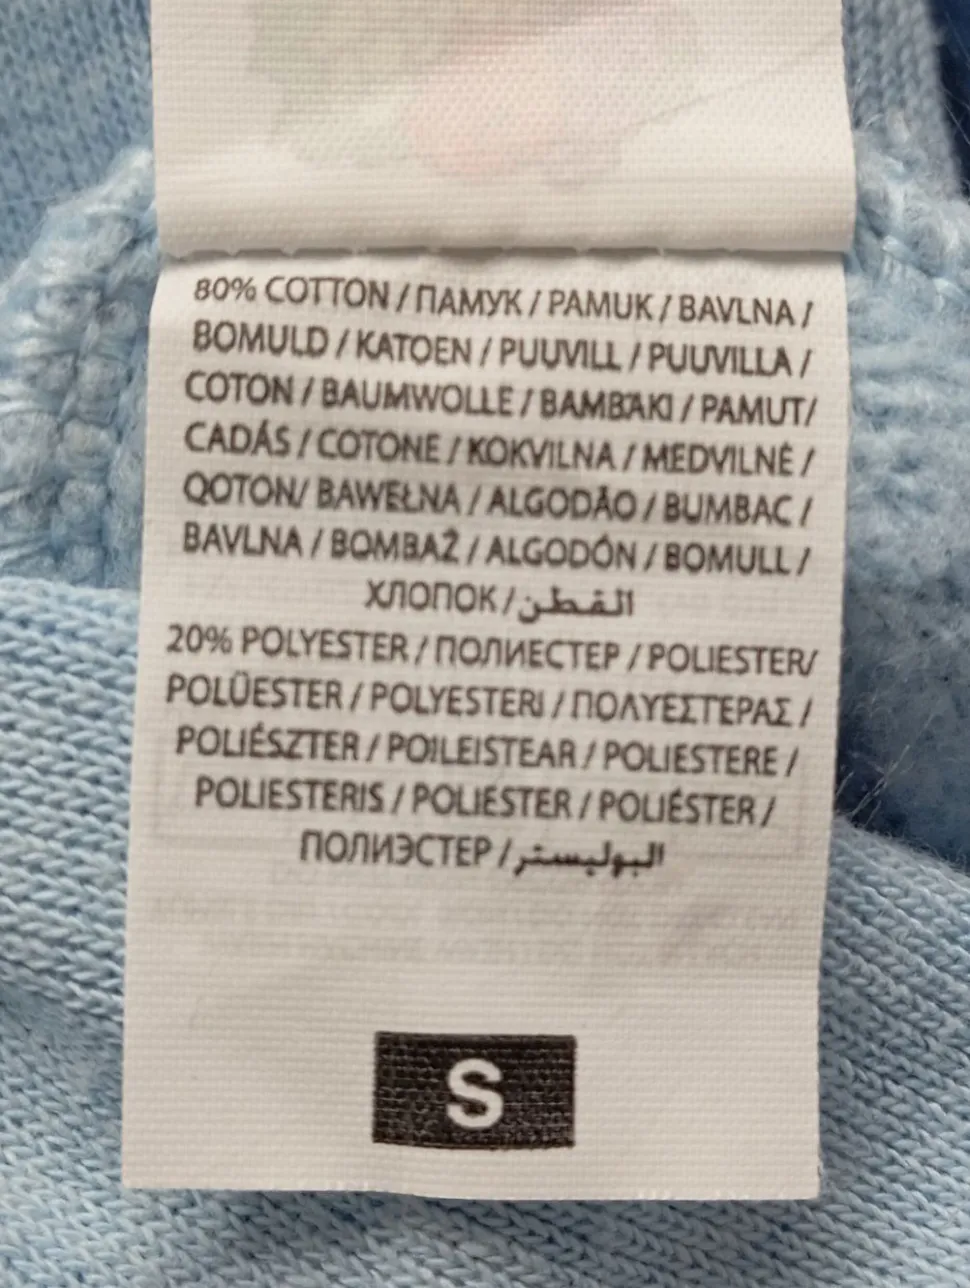 80% COTTON / ПАМУК / PAMUK / BAVLNA /
BOMULD / KATOEN / PUUVILL / PUUVILLA /
COTON / BAUMWOLLE / BAMBAKI / PAMUT/
CADÁS / COTONE / KOKVILNA / MEDVILNĖ /
QOTON/ BAWEŁNA / ALGODÃO / BUMBAC /
BAVLNA / BOMBAŽ / ALGODÓN / BOMULL /
ХЛОПОК / القطن
20% POLYESTER / ПОЛИЕСТЕР / POLIESTER/
POLÜESTER / POLYESTERI / ΠΟΛΥΕΣΤΕΡΑΣ /
POLIÉSZTER / POILEISTEAR / POLIESTERE /
POLIESTERIS / POLIESTER / POLIÉSTER /
ПОЛИЭСТЕР / البوليستر
S